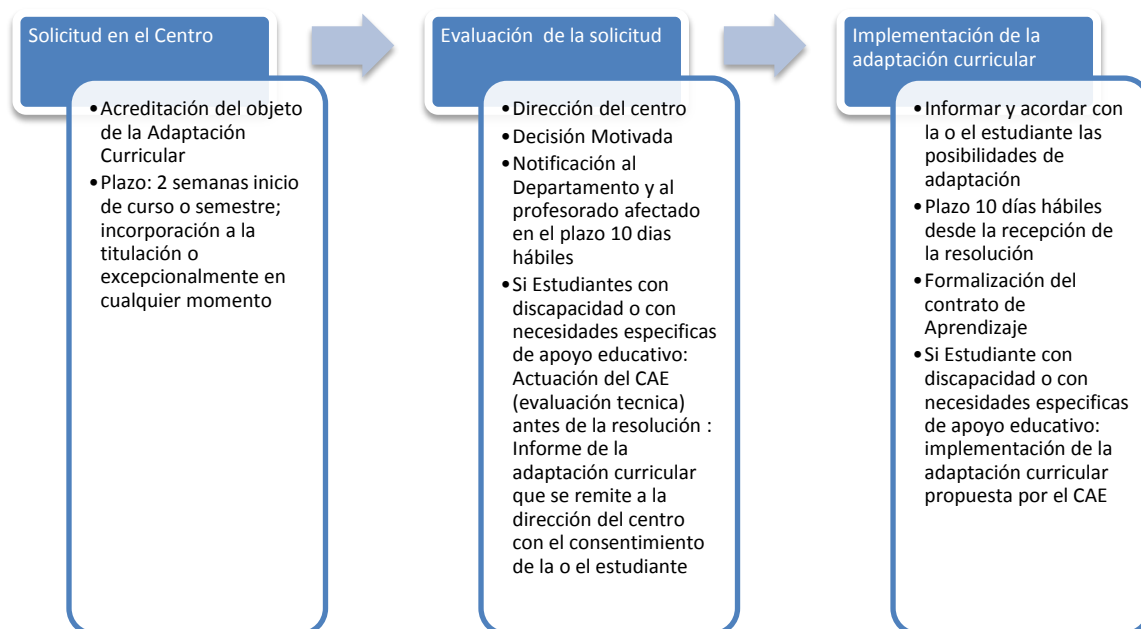 Solicitud en el Centro
•Acreditación del objeto
de la Adaptación
Curricular
•Plazo: 2 semanas inicio
de curso o semestre;
incorporación a la
titulación o
excepcionalmente en
cualquier momento
Evaluación de la solicitud
•Dirección del centro
•Decisión Motivada
•Notificación al
Departamento y al
profesorado afectado
en el plazo 10 dias
hábiles
•Si Estudiantes con
discapacidad o con
necesidades especificas
de apoyo educativo:
Actuación del CAE
(evaluación tecnica)
antes de la resolución :
Informe de la
adaptación curricular
que se remite a la
dirección del centro
con el consentimiento
de la o el estudiante
Implementación de la
adaptación curricular
•Informar y acordar con
la o el estudiante las
posibilidades de
adaptación
•Plazo 10 días hábiles
desde la recepción de
la resolución
•Formalización del
contrato de
Aprendizaje
•Si Estudiante con
discapacidad o con
necesidades especificas
de apoyo educativo:
implementación de la
adaptación curricular
propuesta por el CAE